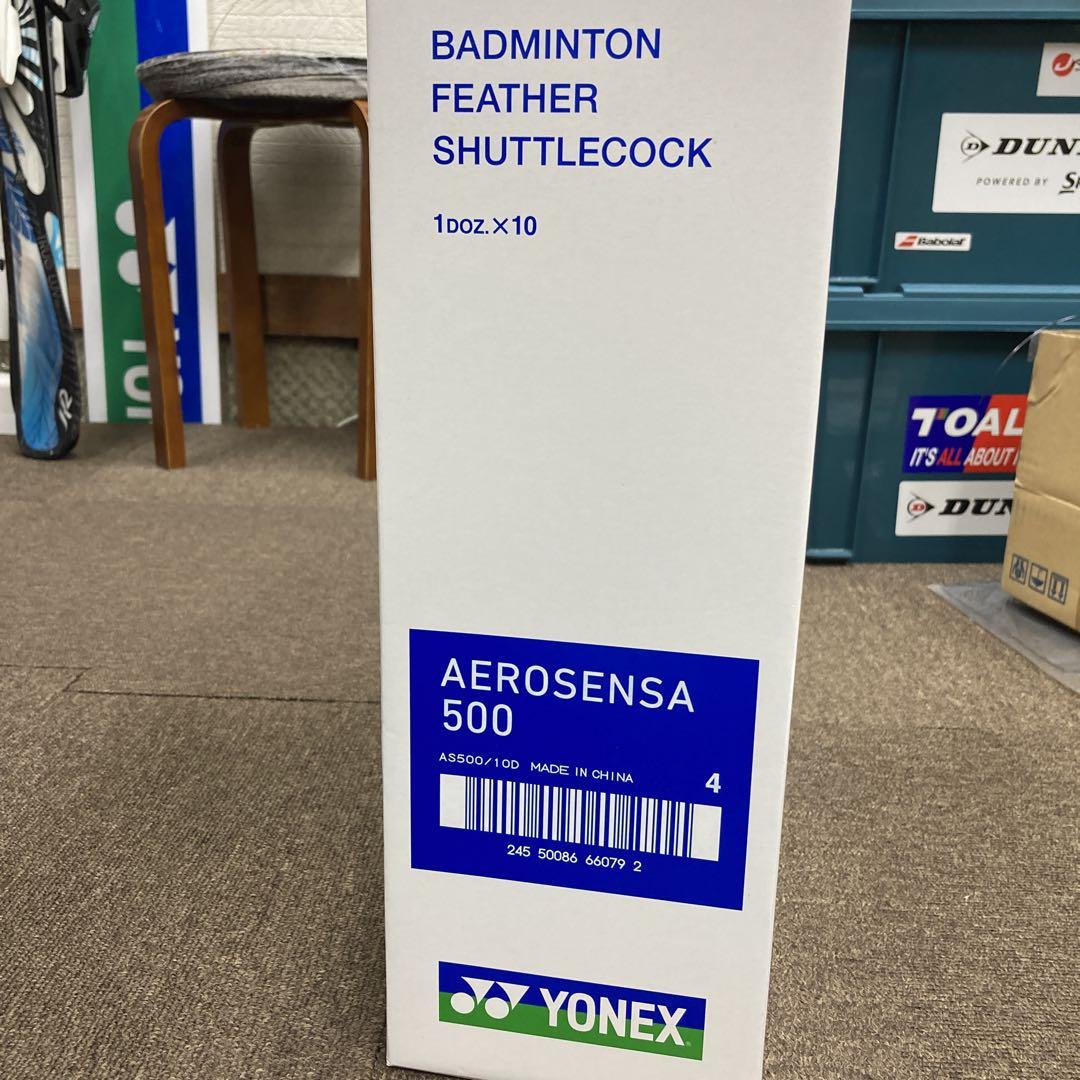 BADMINTON
FEATHER
SHUTTLECOCK
1DOZ.×10
AEROSENSA
500
AS500/10D MADE IN CHINA
4
245 50086 66079 2
YONEX
DUN
POWERED BY
Babolat
TOAL
IT'S ALL ABOUT
DUN